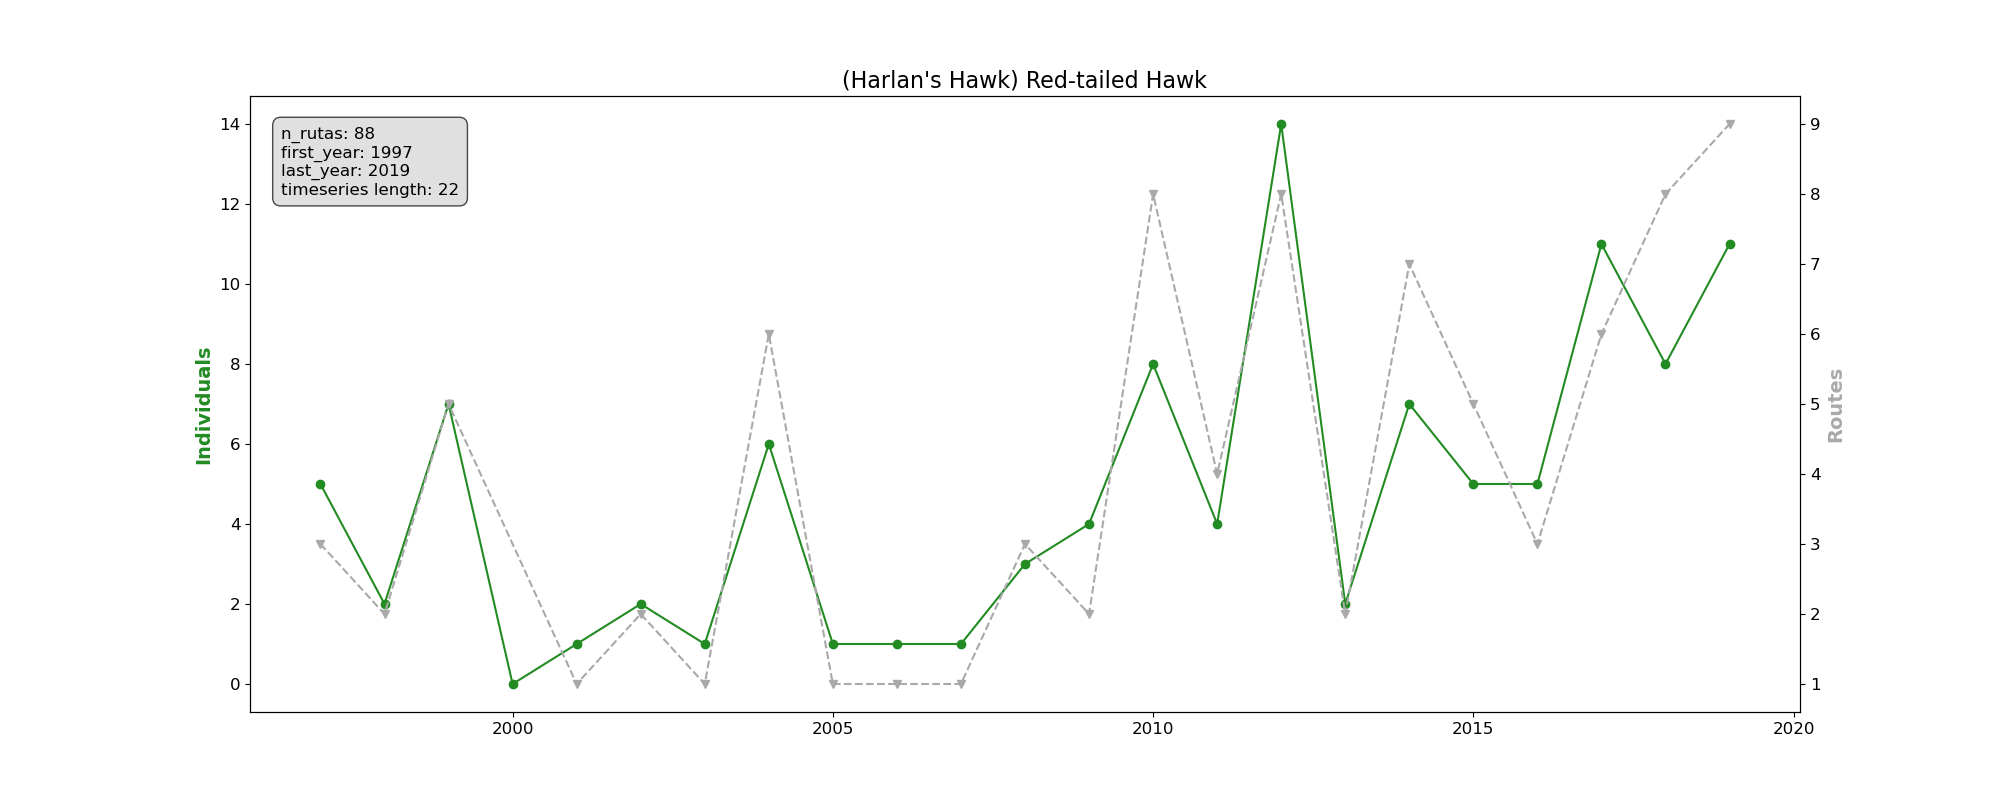 (Harlan's Hawk) Red-tailed Hawk
n_rutas: 88
first_year: 1997
last_year: 2019
timeseries length: 22
14
12
10
8
6
4
2
0
Individuals
9
8
7
6
5
4
3
2
1
Routes
2000 2005 2010 2015 2020